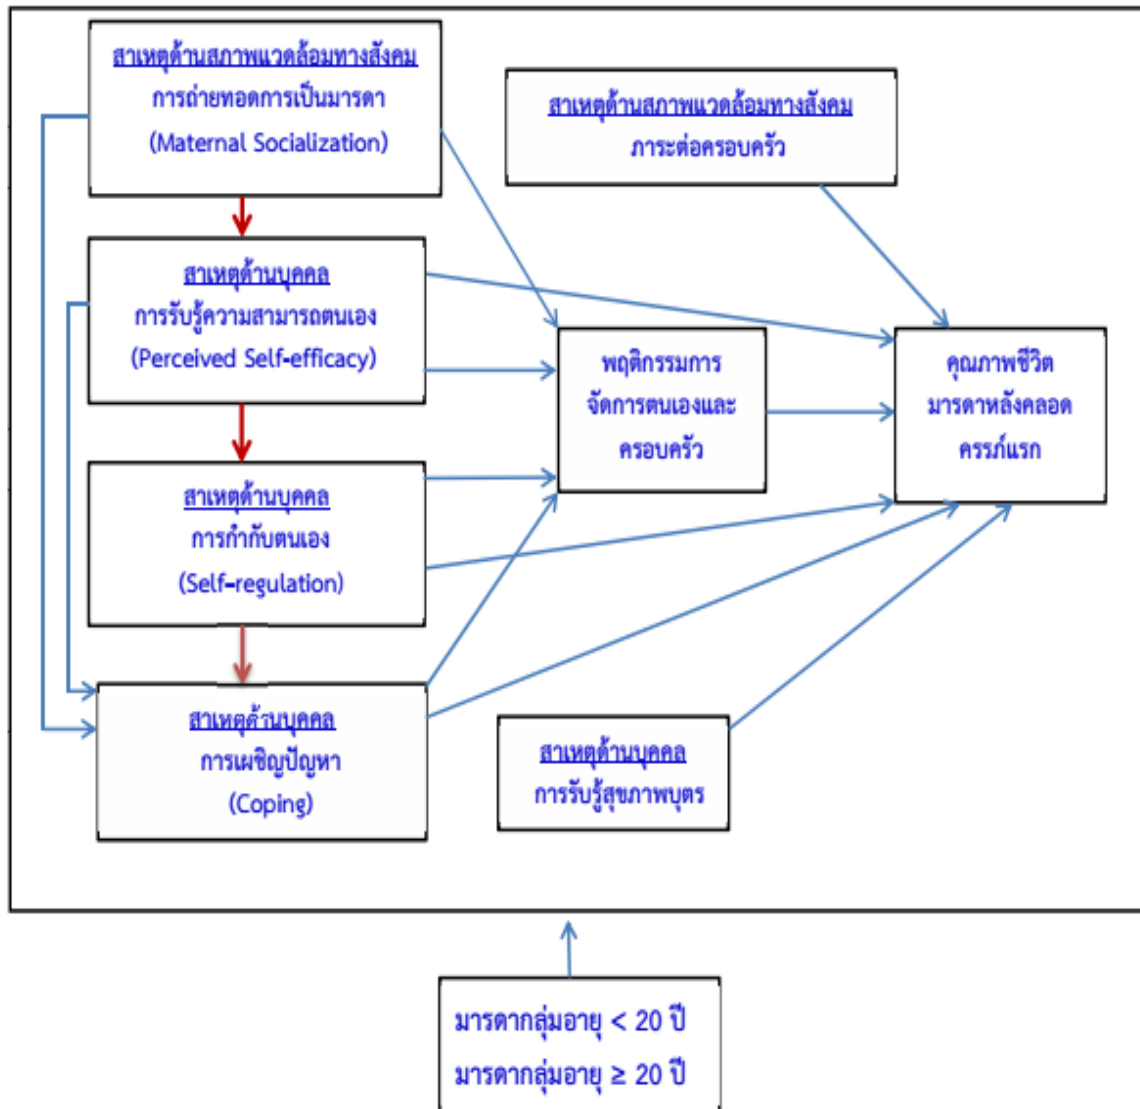 สาเหตุด้านสภาพแวดล้อมทางสังคม
การถ่ายทอดการเป็นมารดา
(Maternal Socialization)
สาเหตุด้านสภาพแวดล้อมทางสังคม
ภาระต่อครอบครัว
สาเหตุด้านบุคคล
การรับรู้ความสามารถตนเอง
(Perceived Self-efficacy)
พฤติกรรมการ
จัดการตนเองและ
ครอบครัว
คุณภาพชีวิต
มารดาหลังคลอด
ครรภ์แรก
สาเหตุด้านบุคคล
การกำกับตนเอง
(Self-regulation)
สาเหตุด้านบุคคล
การเผชิญปัญหา
(Coping)
สาเหตุด้านบุคคล
การรับรู้สุขภาพบุตร
มารดากลุ่มอายุ < 20 ปี
มารดากลุ่มอายุ ≥ 20 ปี